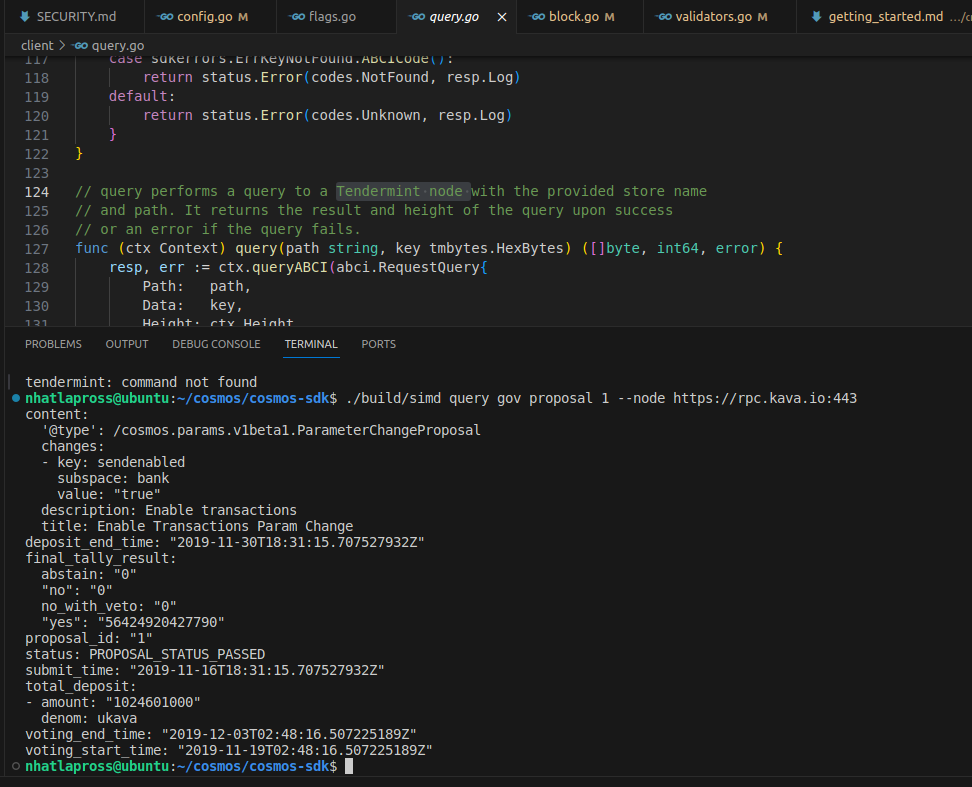 SECURITY.md config.go M flags.go query.go × block.go M validators.go M getting_started.md .../
client > query.go
117 case sdkerrors.ErrKeyNotFound.ABCICode():
118 return status.Error(codes.NotFound, resp.Log)
119 default:
120 return status.Error(codes.Unknown, resp.Log)
121 }
122 }
123
124 // query performs a query to a Tendermint node with the provided store name
125 // and path. It returns the result and height of the query upon success
126 // or an error if the query fails.
127 func (ctx Context) query(path string, key tmbytes.HexBytes) ([]byte, int64, error) {
128 resp, err := ctx.queryABCI(abci.RequestQuery{
129 Path: path,
130 Data: key,
131 Height: ctx.Height
PROBLEMS OUTPUT DEBUG CONSOLE TERMINAL PORTS
tendermint: command not found
nhatlapross@ubuntu:~/cosmos/cosmos-sdk$ ./build/simd query gov proposal 1 --node https://rpc.kava.io:443
content:
'@type': /cosmos.params.v1beta1.ParameterChangeProposal
changes:
- key: sendenabled
subspace: bank
value: "true"
description: Enable transactions
title: Enable Transactions Param Change
deposit_end_time: "2019-11-30T18:31:15.707527932Z"
final_tally_result:
abstain: "0"
"no": "0"
no_with_veto: "0"
"yes": "56424920427790"
proposal_id: "1"
status: PROPOSAL_STATUS_PASSED
submit_time: "2019-11-16T18:31:15.707527932Z"
total_deposit:
- amount: "1024601000"
denom: ukava
voting_end_time: "2019-12-03T02:48:16.507225189Z"
voting_start_time: "2019-11-19T02:48:16.507225189Z"
nhatlapross@ubuntu:~/cosmos/cosmos-sdk$